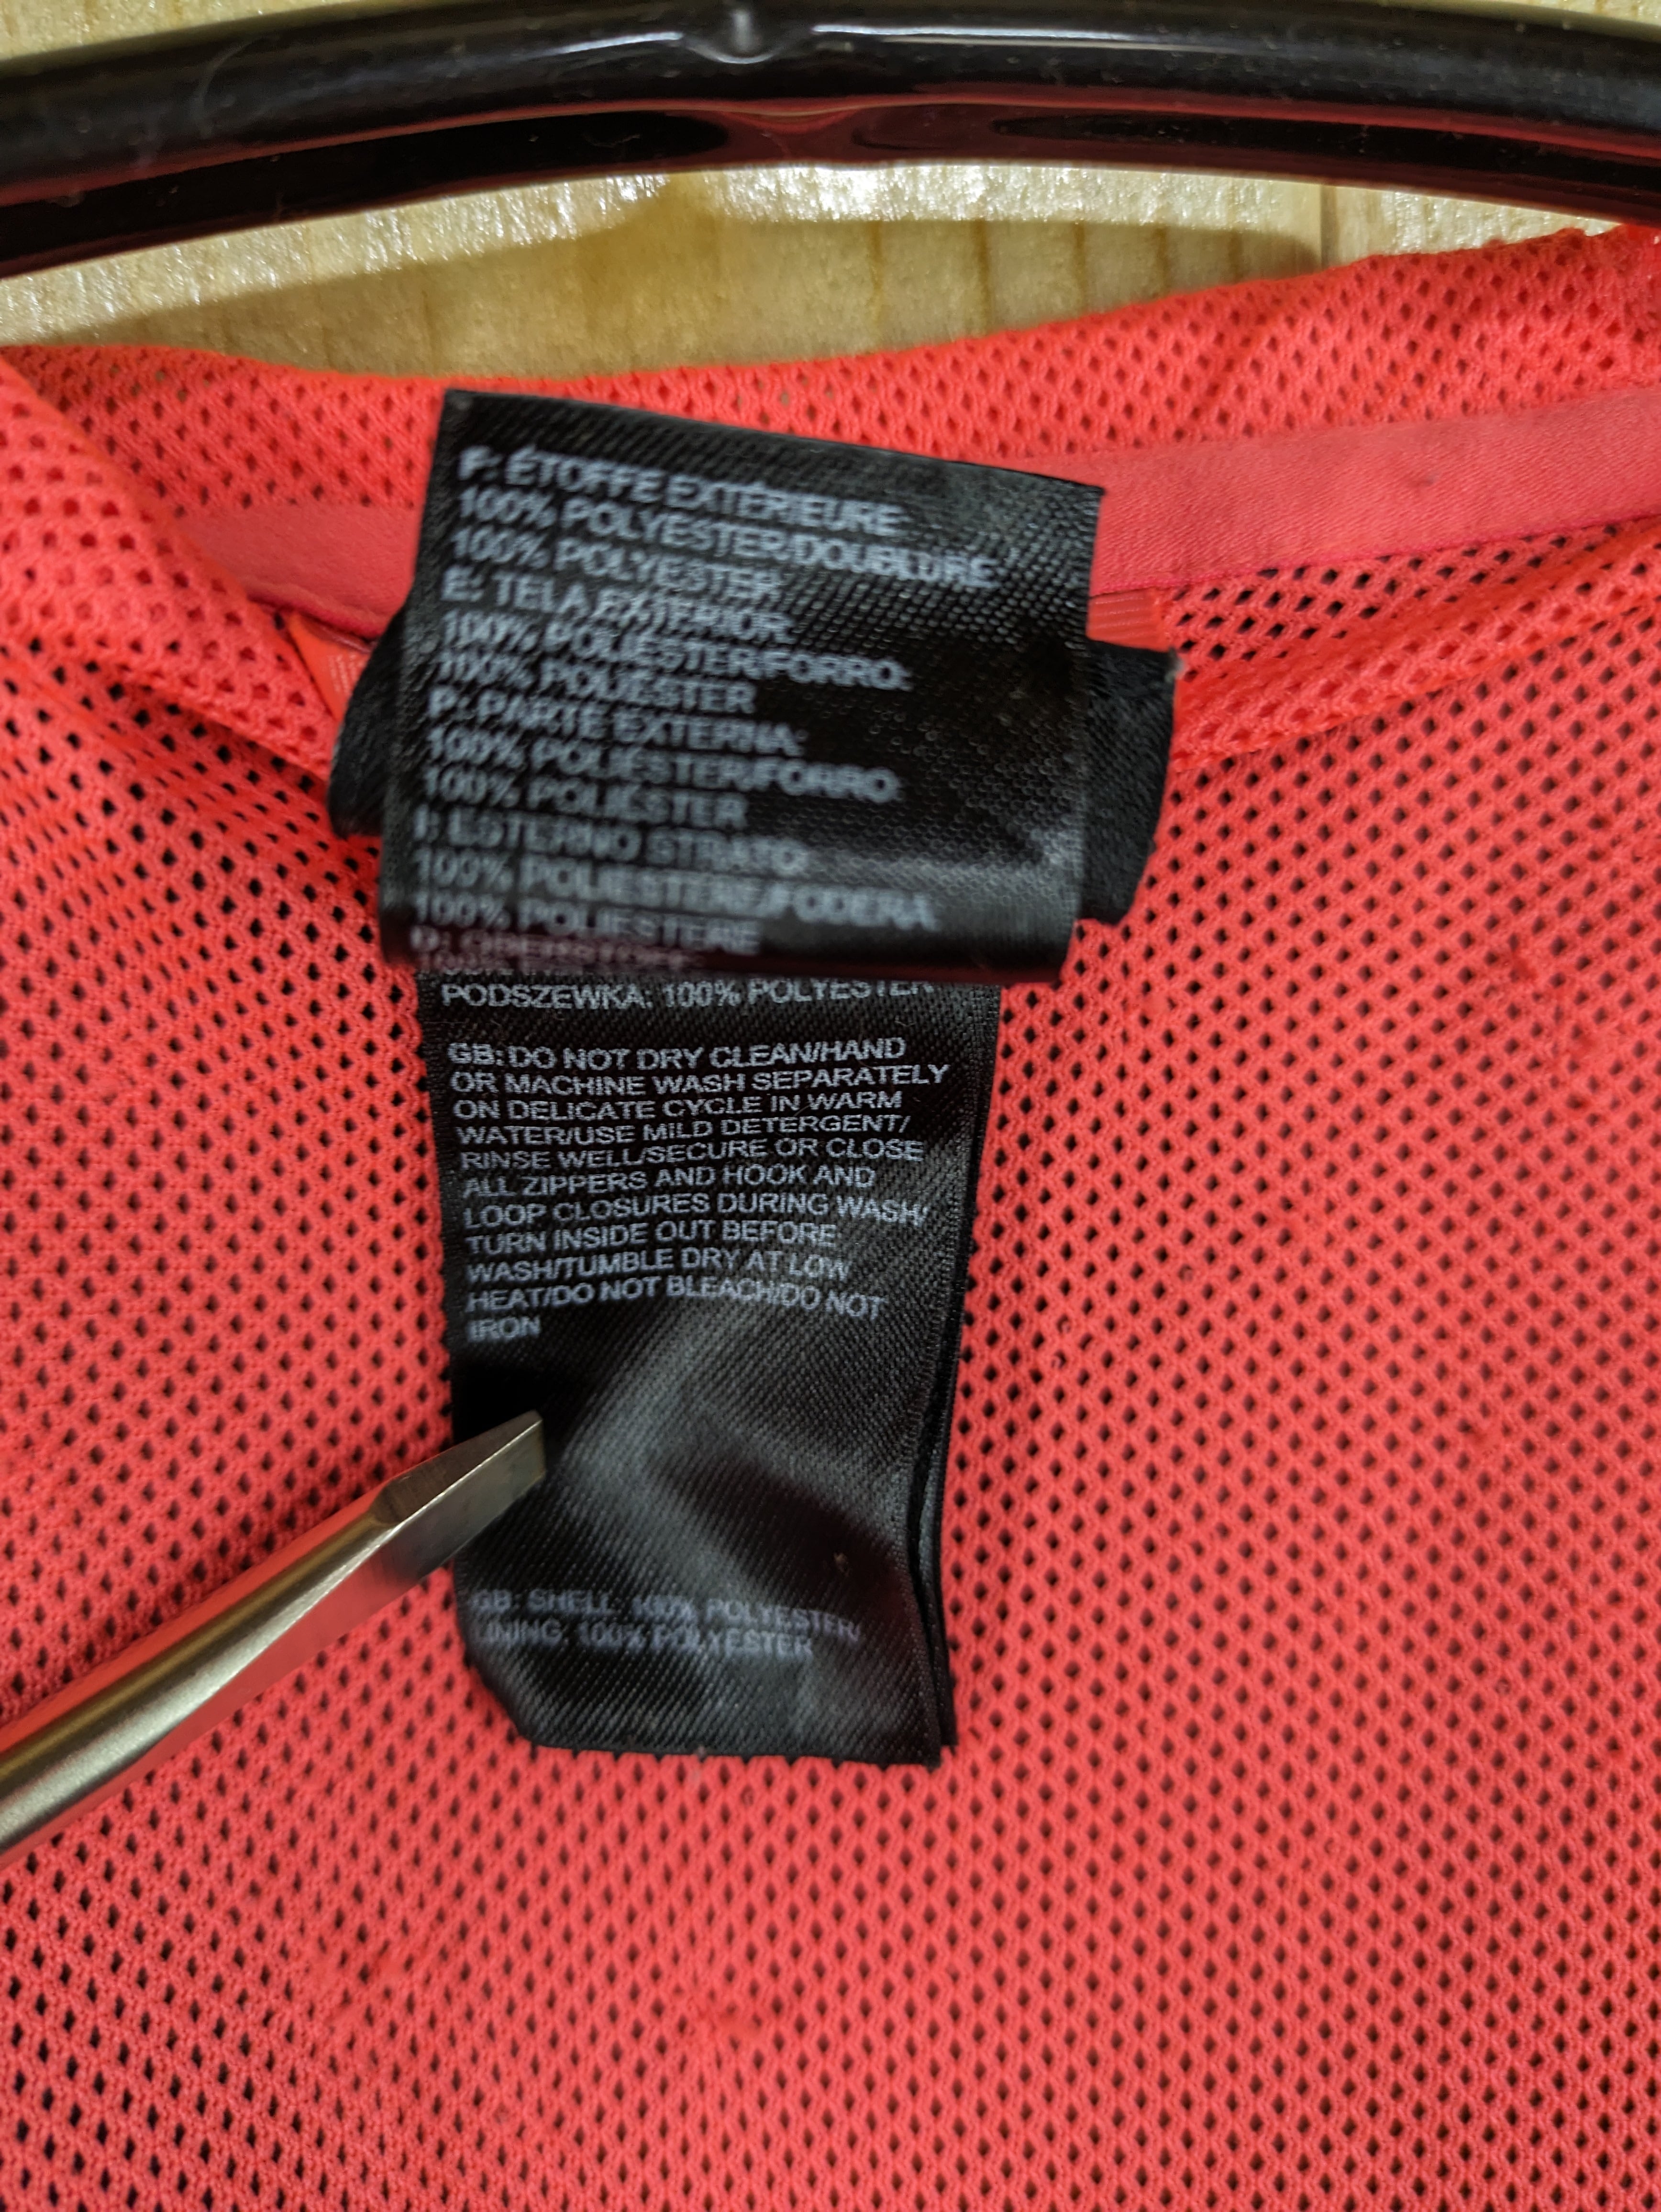 F: ÉTOFFE EXTÉRIEURE:
100% POLYESTER/DOUBLURE:
100% POLYESTER
E: TELA EXTERIOR:
100% POLIÉSTER/FORRO:
100% POLIÉSTER
P: PARTE EXTERNA:
100% POLIÉSTER/FORRO:
100% POLIÉSTER
I: ESTERNO STRATO:
100% POLIESTERE/FODERA:
100% POLIESTERE
PODSZEWKA: 100% POLYESTER
GB: DO NOT DRY CLEAN/HAND
OR MACHINE WASH SEPARATELY
ON DELICATE CYCLE IN WARM
WATER/USE MILD DETERGENT/
RINSE WELL/SECURE OR CLOSE
ALL ZIPPERS AND HOOK AND
LOOP CLOSURES DURING WASH/
TURN INSIDE OUT BEFORE
WASH/TUMBLE DRY AT LOW
HEAT/DO NOT BLEACH/DO NOT
IRON
GB: SHELL: 100% POLYESTER/
LINING: 100% POLYESTER